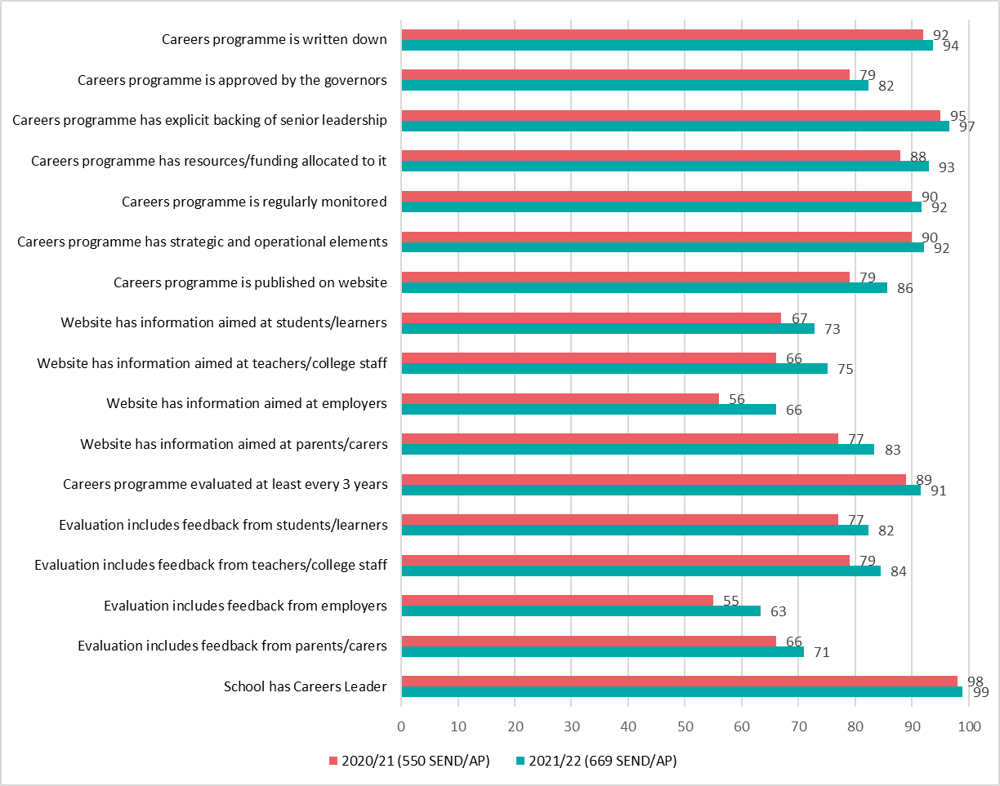 Careers programme is written down
92
94
Careers programme is approved by the governors
79
82
Careers programme has explicit backing of senior leadership
95
97
Careers programme has resources/funding allocated to it
88
93
Careers programme is regularly monitored
90
92
Careers programme has strategic and operational elements
90
92
Careers programme is published on website
79
86
Website has information aimed at students/learners
67
73
Website has information aimed at teachers/college staff
66
75
Website has information aimed at employers
56
66
Website has information aimed at parents/carers
77
83
Careers programme evaluated at least every 3 years
89
91
Evaluation includes feedback from students/learners
77
82
Evaluation includes feedback from teachers/college staff
79
84
Evaluation includes feedback from employers
55
63
Evaluation includes feedback from parents/carers
66
71
School has Careers Leader
98
99
0 10 20 30 40 50 60 70 80 90 100
2020/21 (550 SEND/AP) 2021/22 (669 SEND/AP)